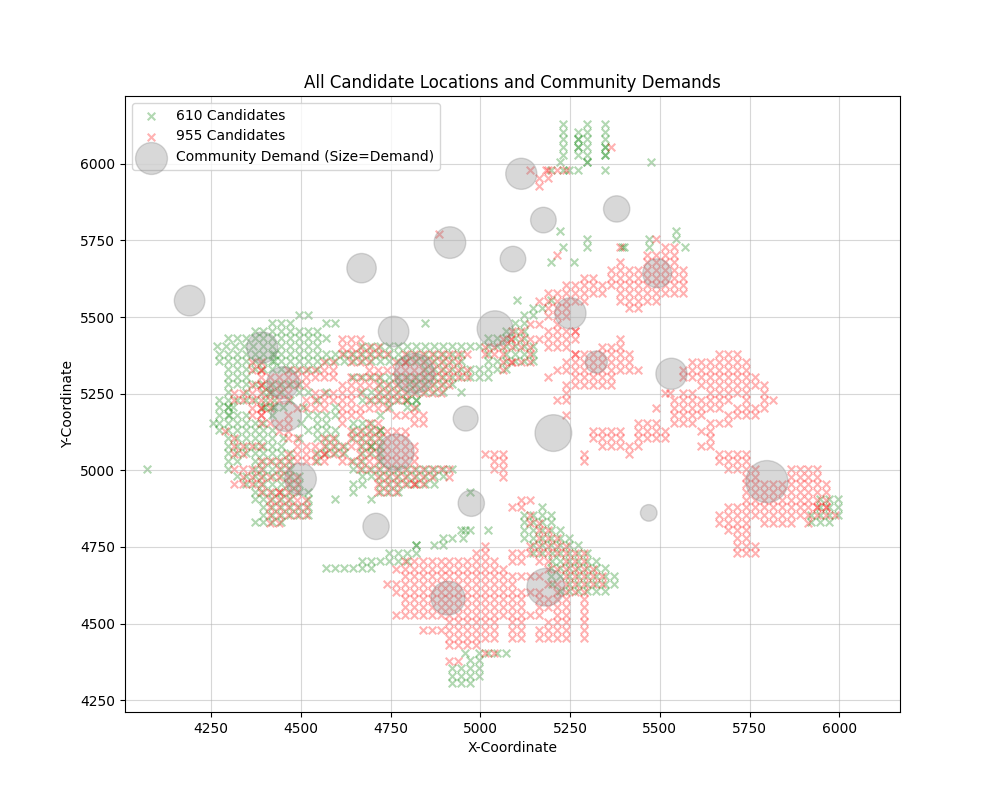 All Candidate Locations and Community Demands
610 Candidates
955 Candidates
Community Demand (Size=Demand)
Y-Coordinate
6000
5750
5500
5250
5000
4750
4500
4250
4250 4500 4750 5000 5250 5500 5750 6000
X-Coordinate